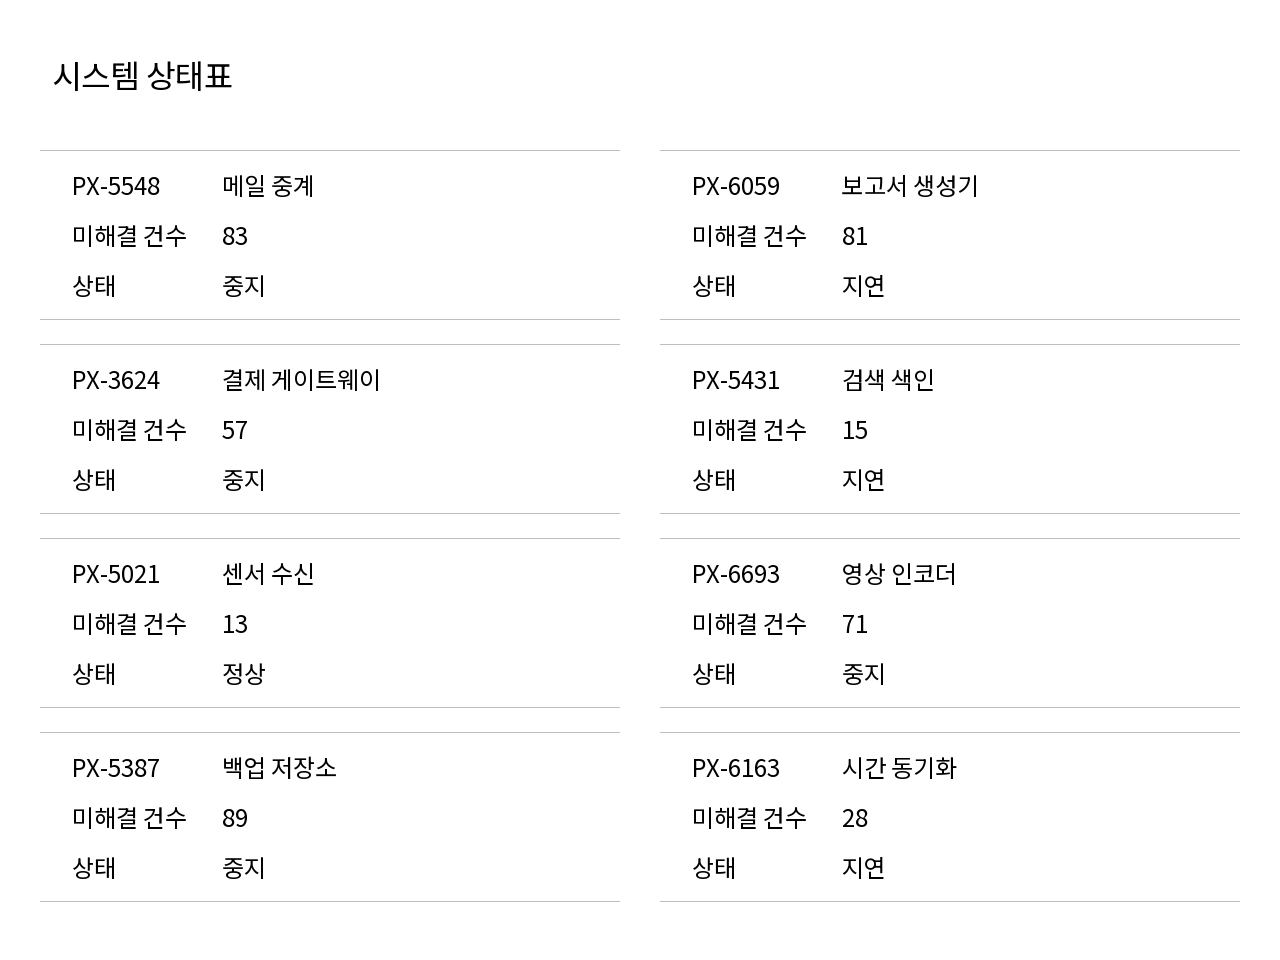 시스템 상태표
PX-5548 메일 중계
미해결 건수 83
상태 중지
PX-6059 보고서 생성기
미해결 건수 81
상태 지연
PX-3624 결제 게이트웨이
미해결 건수 57
상태 중지
PX-5431 검색 색인
미해결 건수 15
상태 지연
PX-5021 센서 수신
미해결 건수 13
상태 정상
PX-6693 영상 인코더
미해결 건수 71
상태 중지
PX-5387 백업 저장소
미해결 건수 89
상태 중지
PX-6163 시간 동기화
미해결 건수 28
상태 지연